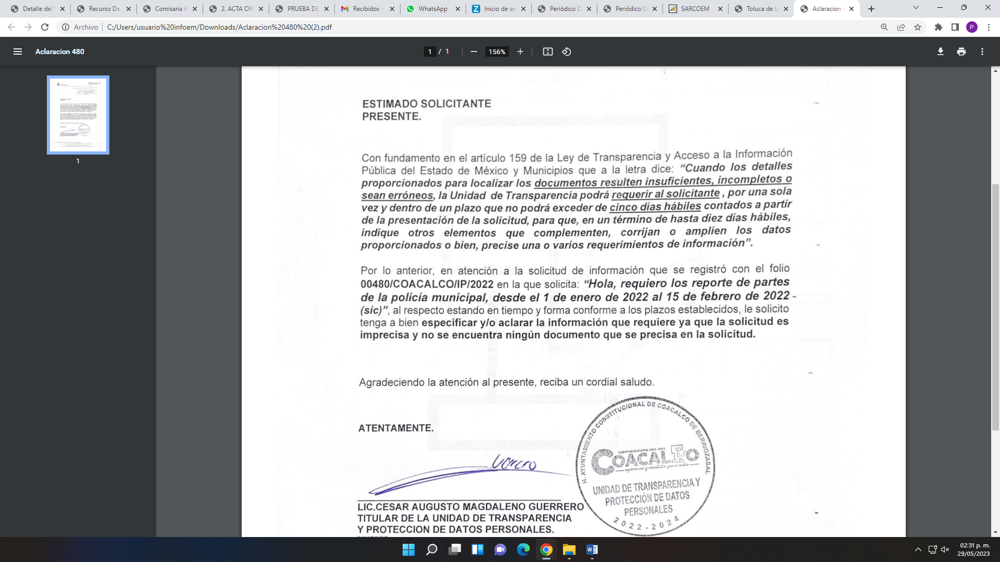 Detalle del S
Recurso De
Comisaria 4
2. ACTA ORI
PRUEBA DE
Recibidos -
WhatsApp
Inicio de se
Periódico O
Periódico O
SARCOEM
Toluca de L
Aclaracion 4
Archivo C:/Users/usuario%20infoem/Downloads/Aclaracion%20480%20(2).pdf
P
Aclaracion 480
1 / 1
156%
1
ESTIMADO SOLICITANTE
PRESENTE.
Con fundamento en el artículo 159 de la Ley de Transparencia y Acceso a la Información
Pública del Estado de México y Municipios que a la letra dice: “Cuando los detalles
proporcionados para localizar los documentos resulten insuficientes, incompletos o
sean erróneos, la Unidad de Transparencia podrá requerir al solicitante , por una sola
vez y dentro de un plazo que no podrá exceder de cinco días hábiles contados a partir
de la presentación de la solicitud, para que, en un término de hasta diez días hábiles,
indique otros elementos que complementen, corrijan o amplíen los datos
proporcionados o bien, precise una o varios requerimientos de información”.
Por lo anterior, en atención a la solicitud de información que se registró con el folio
00480/COACALCO/IP/2022 en la que solicita: “Hola, requiero los reporte de partes
de la policía municipal, desde el 1 de enero de 2022 al 15 de febrero de 2022
(sic)”, al respecto estando en tiempo y forma conforme a los plazos establecidos, le solicito
tenga a bien especificar y/o aclarar la información que requiere ya que la solicitud es
imprecisa y no se encuentra ningún documento que se precisa en la solicitud.
Agradeciendo la atención al presente, reciba un cordial saludo.
ATENTAMENTE.
H. AYUNTAMIENTO CONSTITUCIONAL DE COACALCO DE BERRIOZABAL
GOBIERNO MUNICIPAL 2022 - 2024
COACALCO
UNIDAD DE TRANSPARENCIA Y
PROTECCIÓN DE DATOS
PERSONALES
2022-2024
LIC.CESAR AUGUSTO MAGDALENO GUERRERO
TITULAR DE LA UNIDAD DE TRANSPARENCIA
Y PROTECCION DE DATOS PERSONALES.
02:31 p. m.
29/05/2023